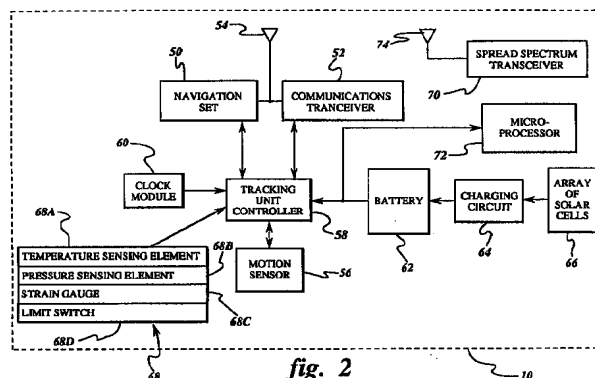 54
74
50
52
NAVIGATION
SET
COMMUNICATIONS
TRANCEIVER
SPREAD SPECTRUM
TRANSCEIVER
70
MICRO-
PROCESSOR
72
60
CLOCK
MODULE
TRACKING
UNIT
CONTROLLER
58
BATTERY
62
CHARGING
CIRCUIT
64
ARRAY
OF
SOLAR
CELLS
66
68A
TEMPERATURE SENSING ELEMENT
PRESSURE SENSING ELEMENT
STRAIN GAUGE
LIMIT SWITCH
68B
68C
68D
68
MOTION
SENSOR
56
fig. 2
10